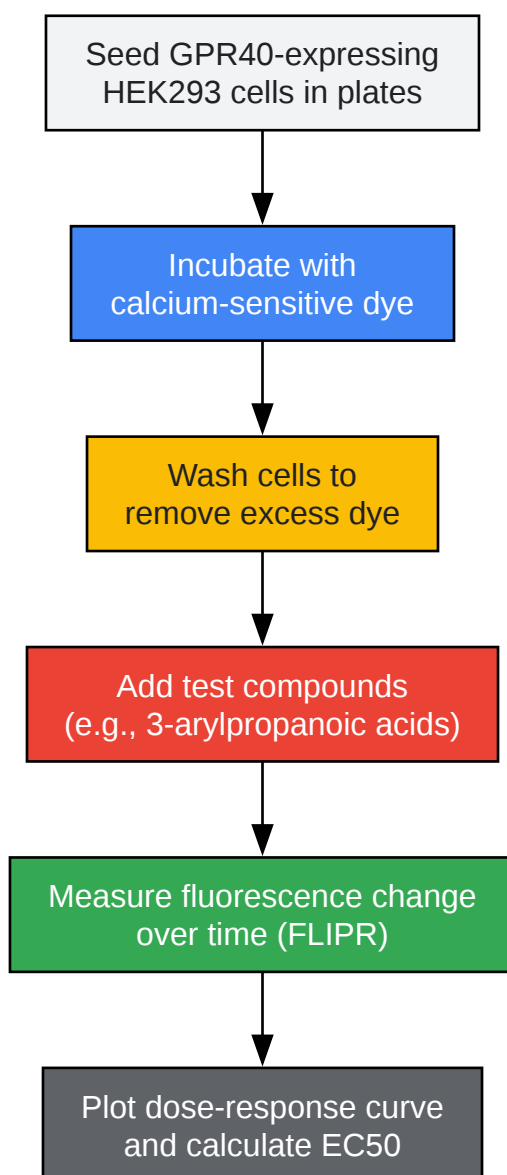 Seed GPR40-expressing
HEK293 cells in plates
Incubate with
calcium-sensitive dye
Wash cells to
remove excess dye
Add test compounds
(e.g., 3-arylpropanoic acids)
Measure fluorescence change
over time (FLIPR)
Plot dose-response curve
and calculate EC50